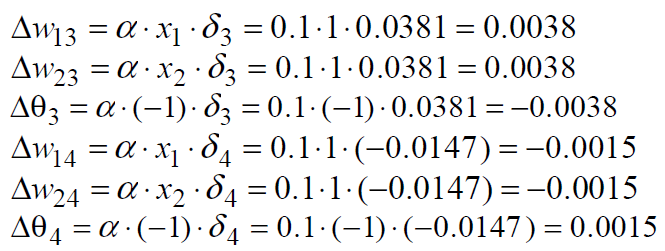 Δw₁₃ = α · x₁ · δ₃ = 0.1 · 1 · 0.0381 = 0.0038
Δw₂₃ = α · x₂ · δ₃ = 0.1 · 1 · 0.0381 = 0.0038
Δθ₃ = α · (−1) · δ₃ = 0.1 · (−1) · 0.0381 = −0.0038
Δw₁₄ = α · x₁ · δ₄ = 0.1 · 1 · (−0.0147) = −0.0015
Δw₂₄ = α · x₂ · δ₄ = 0.1 · 1 · (−0.0147) = −0.0015
Δθ₄ = α · (−1) · δ₄ = 0.1 · (−1) · (−0.0147) = 0.0015